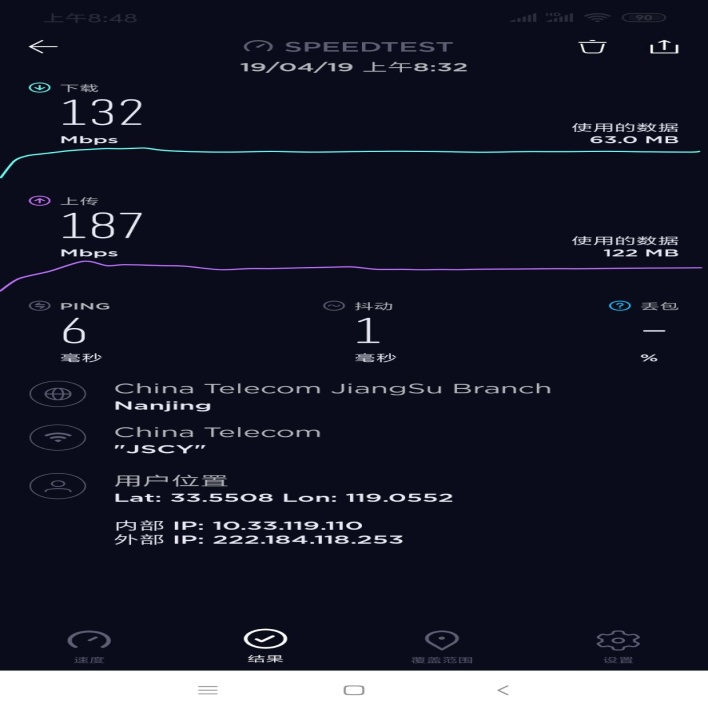 上午8:48
90
SPEEDTEST
19/04/19 上午8:32
下载
132
Mbps
使用的数据
63.0 MB
上传
187
Mbps
使用的数据
122 MB
PING
6
毫秒
抖动
1
毫秒
丢包
—
%
China Telecom JiangSu Branch
Nanjing
China Telecom
"JSCY"
用户位置
Lat: 33.5508 Lon: 119.0552
内部 IP: 10.33.119.110
外部 IP: 222.184.118.253
速度
结果
覆盖范围
设置